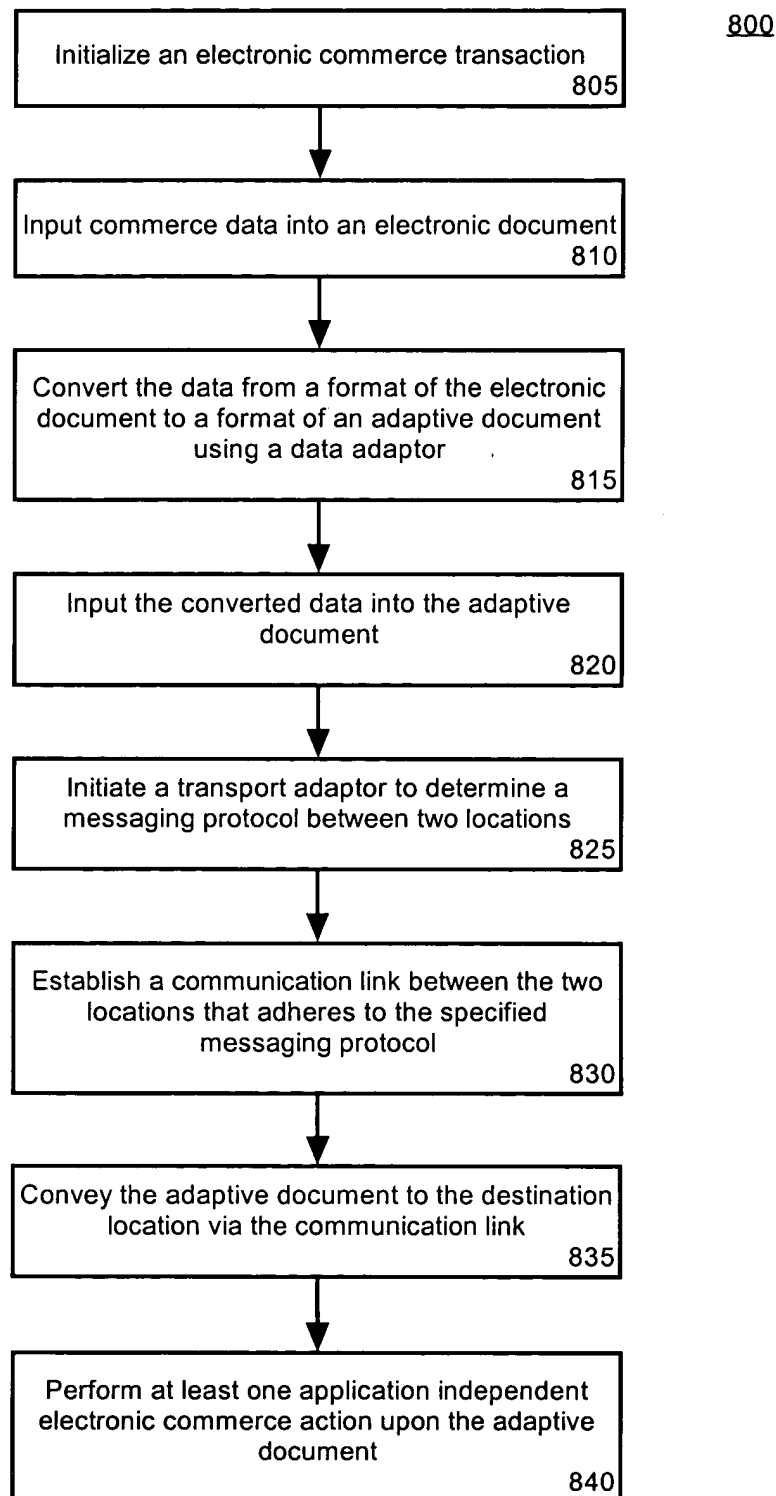 800
Initialize an electronic commerce transaction
805
Input commerce data into an electronic document
810
Convert the data from a format of the electronic
document to a format of an adaptive document
using a data adaptor
815
Input the converted data into the adaptive
document
820
Initiate a transport adaptor to determine a
messaging protocol between two locations
825
Establish a communication link between the two
locations that adheres to the specified
messaging protocol
830
Convey the adaptive document to the destination
location via the communication link
835
Perform at least one application independent
electronic commerce action upon the adaptive
document
840